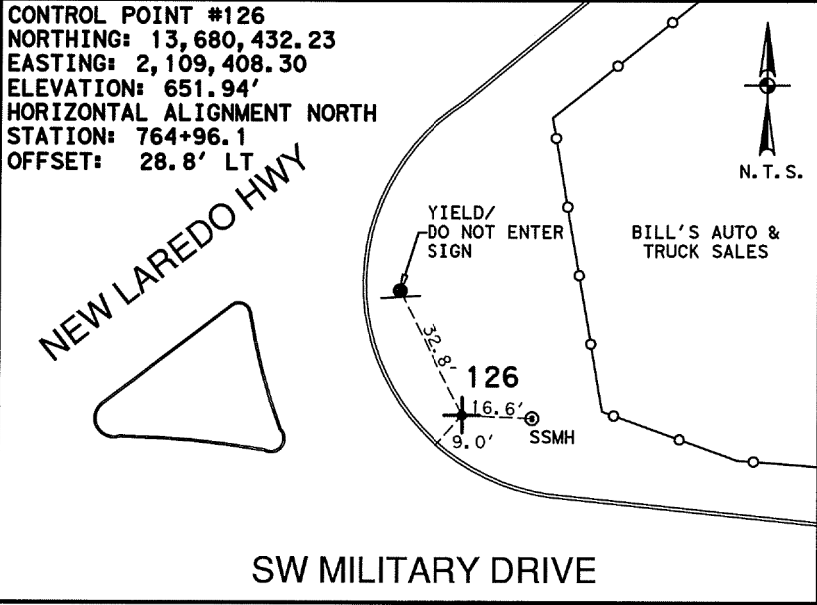 CONTROL POINT #126
NORTHING: 13,680,432.23
EASTING: 2,109,408.30
ELEVATION: 651.94'
HORIZONTAL ALIGNMENT NORTH
STATION: 764+96.1
OFFSET: 28.8' LT
N.T.S.
NEW LAREDO HWY
YIELD/
DO NOT ENTER
SIGN
BILL'S AUTO &
TRUCK SALES
32.8'
126
16.6'
9.0'
SSMH
SW MILITARY DRIVE